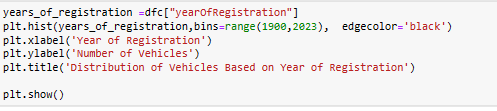 years_of_registration =dfc["yearOfRegistration"]
plt.hist(years_of_registration,bins=range(1900,2023),  edgecolor='black')
plt.xlabel('Year of Registration')
plt.ylabel('Number of Vehicles')
plt.title('Distribution of Vehicles Based on Year of Registration')
plt.show()